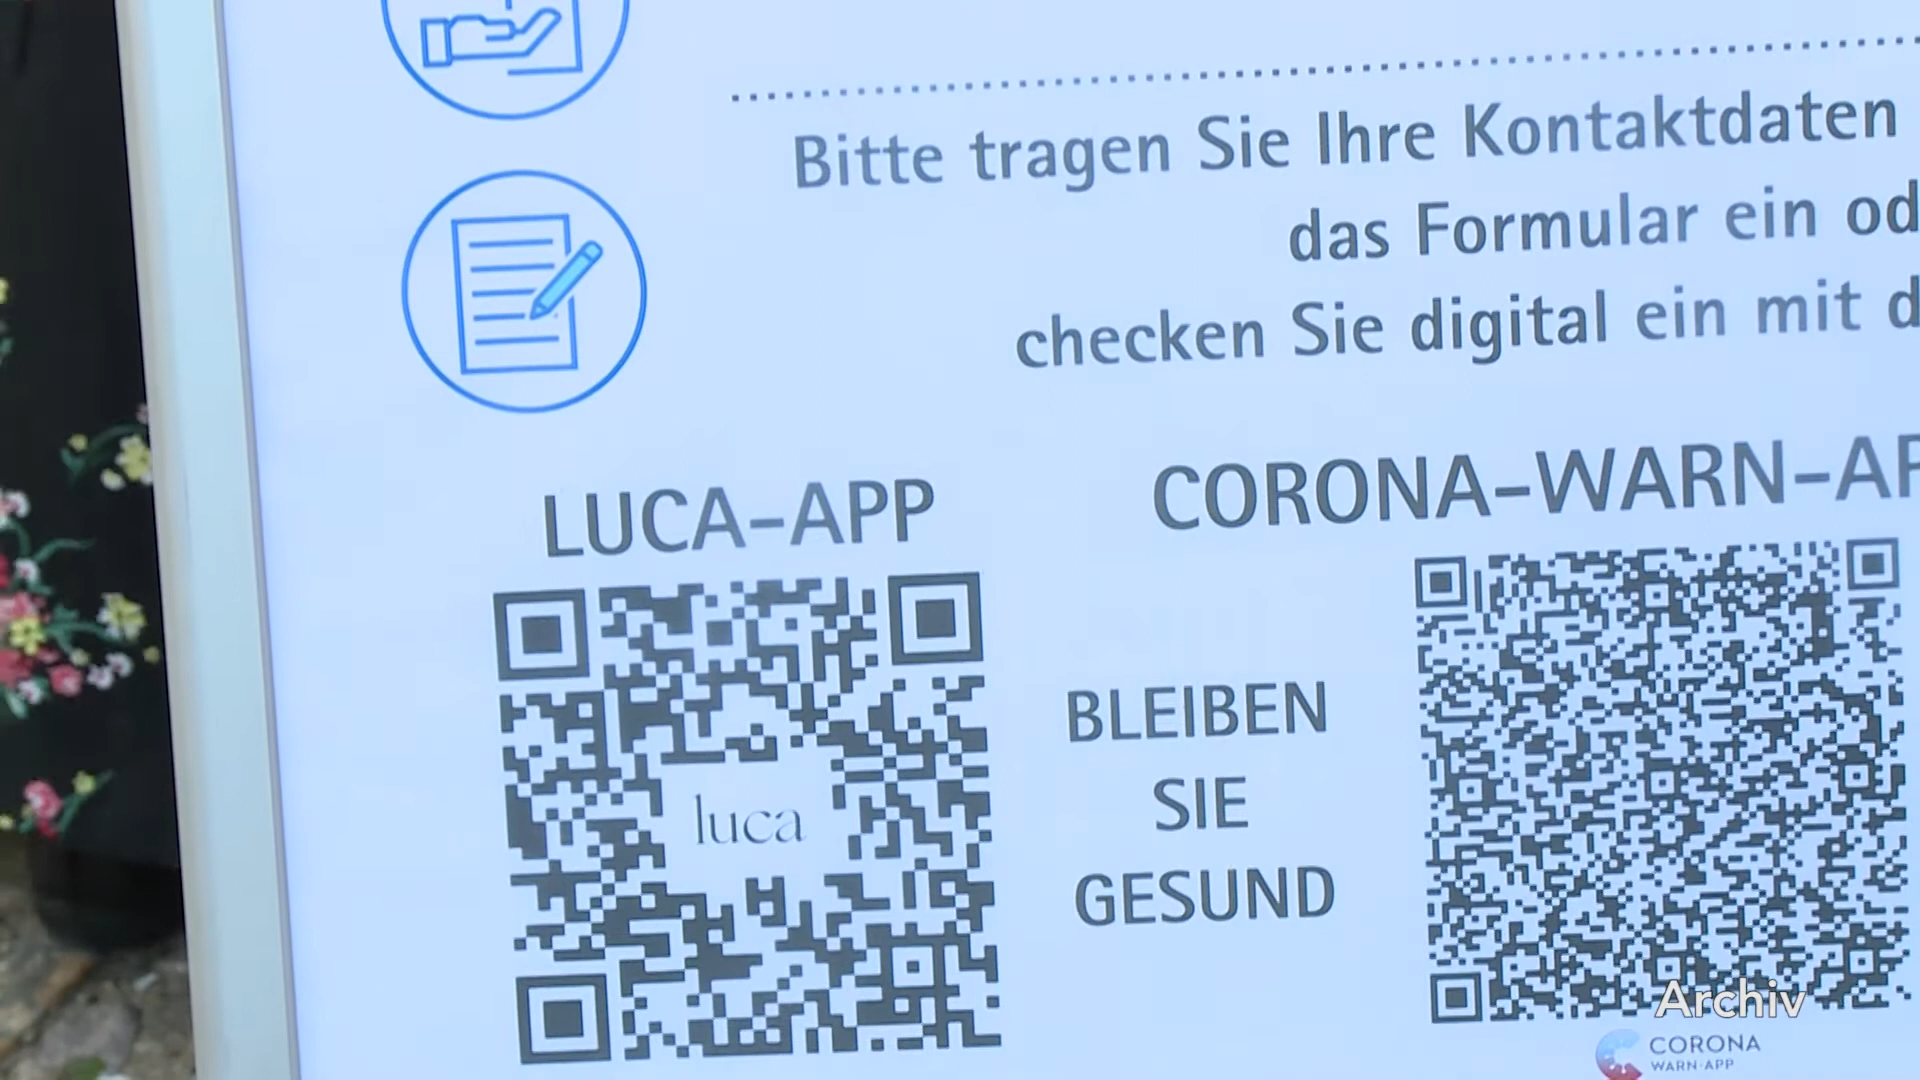 Bitte tragen Sie Ihre Kontaktdaten
das Formular ein
checken Sie digital ein mit
LUCA-APP
CORONA-WARN-AP
luca
BLEIBEN
SIE
GESUND
Archiv
CORONA
WARN-APP